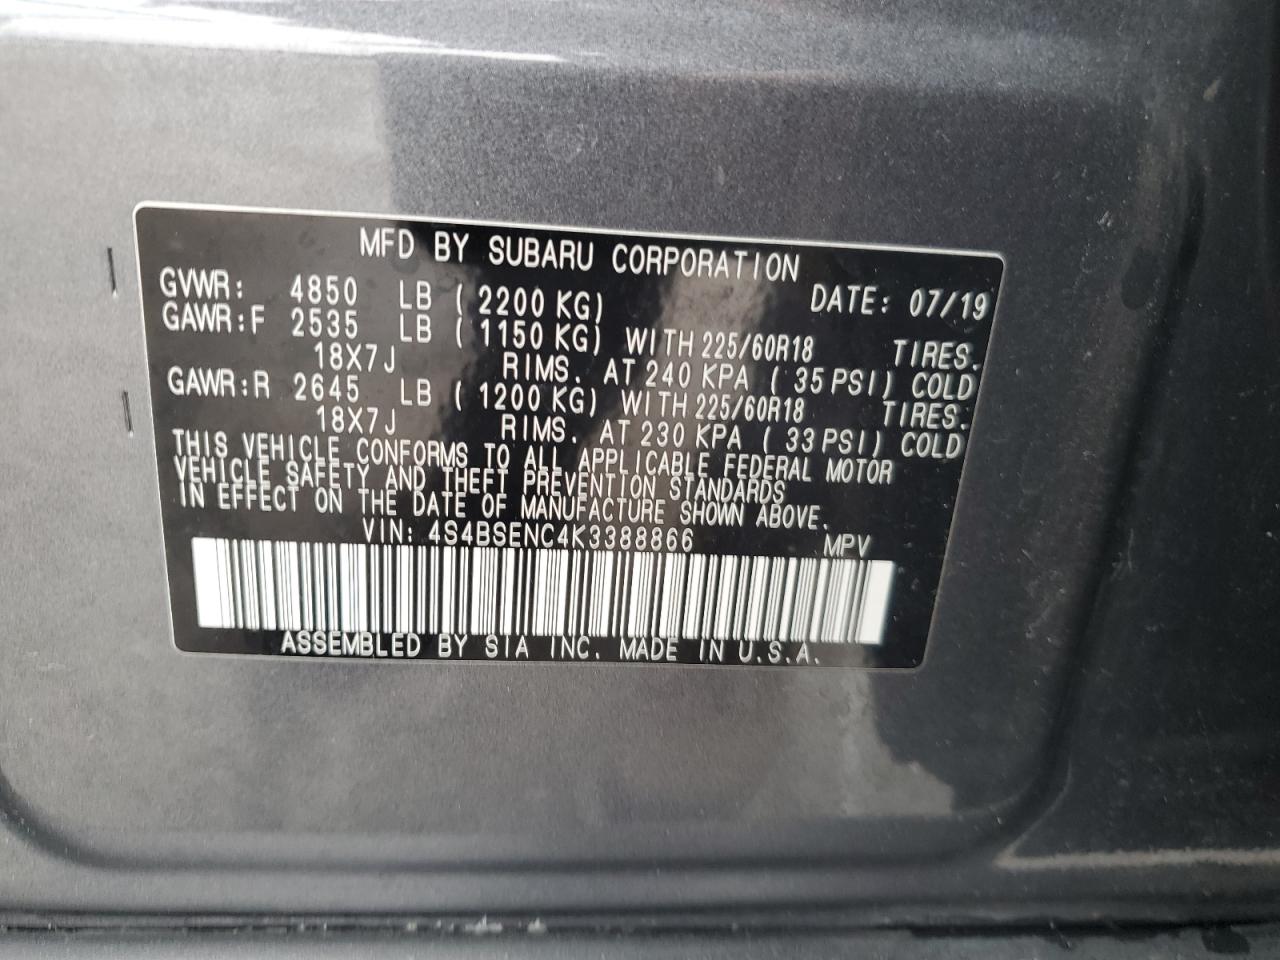 MFD BY SUBARU CORPORATION
GVWR: 4850 LB ( 2200 KG) DATE: 07/19
GAWR:F 2535 LB ( 1150 KG) WITH 225/60R18 TIRES.
18X7J RIMS. AT 240 KPA ( 35 PSI) COLD
GAWR:R 2645 LB ( 1200 KG) WITH 225/60R18 TIRES.
18X7J RIMS. AT 230 KPA ( 33 PSI) COLD
THIS VEHICLE CONFORMS TO ALL APPLICABLE FEDERAL MOTOR
VEHICLE SAFETY AND THEFT PREVENTION STANDARDS
IN EFFECT ON THE DATE OF MANUFACTURE SHOWN ABOVE.
VIN: 4S4BSENC4K3388866 MPV
ASSEMBLED BY SIA INC. MADE IN U.S.A.